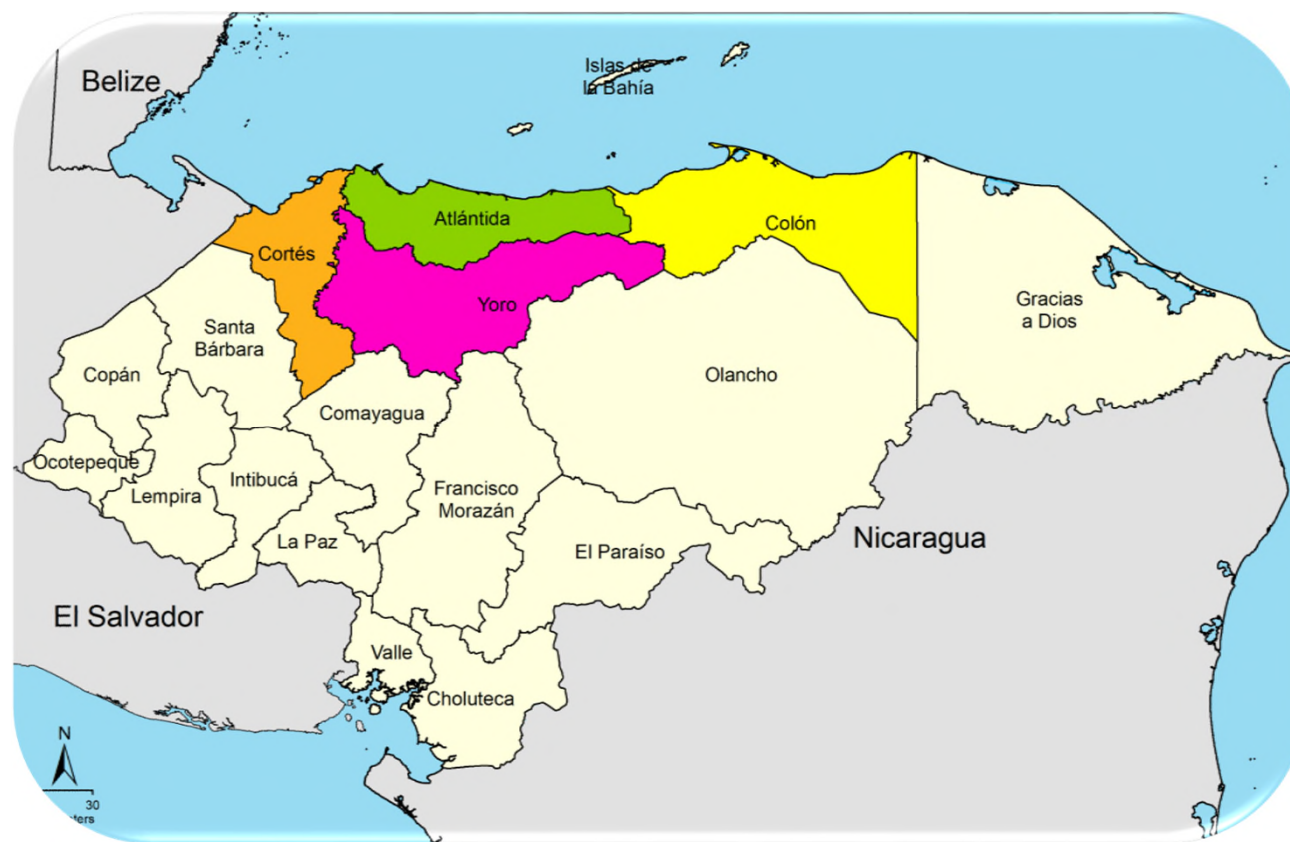 Belize
Islas de
la Bahía
Atlántida
Colón
Cortés
Yoro
Gracias
a Dios
Santa
Bárbara
Copán
Olancho
Comayagua
Ocotepeque
Intibucá
Lempira
Francisco
Morazán
La Paz
El Paraíso
Nicaragua
El Salvador
Valle
Choluteca
N
30